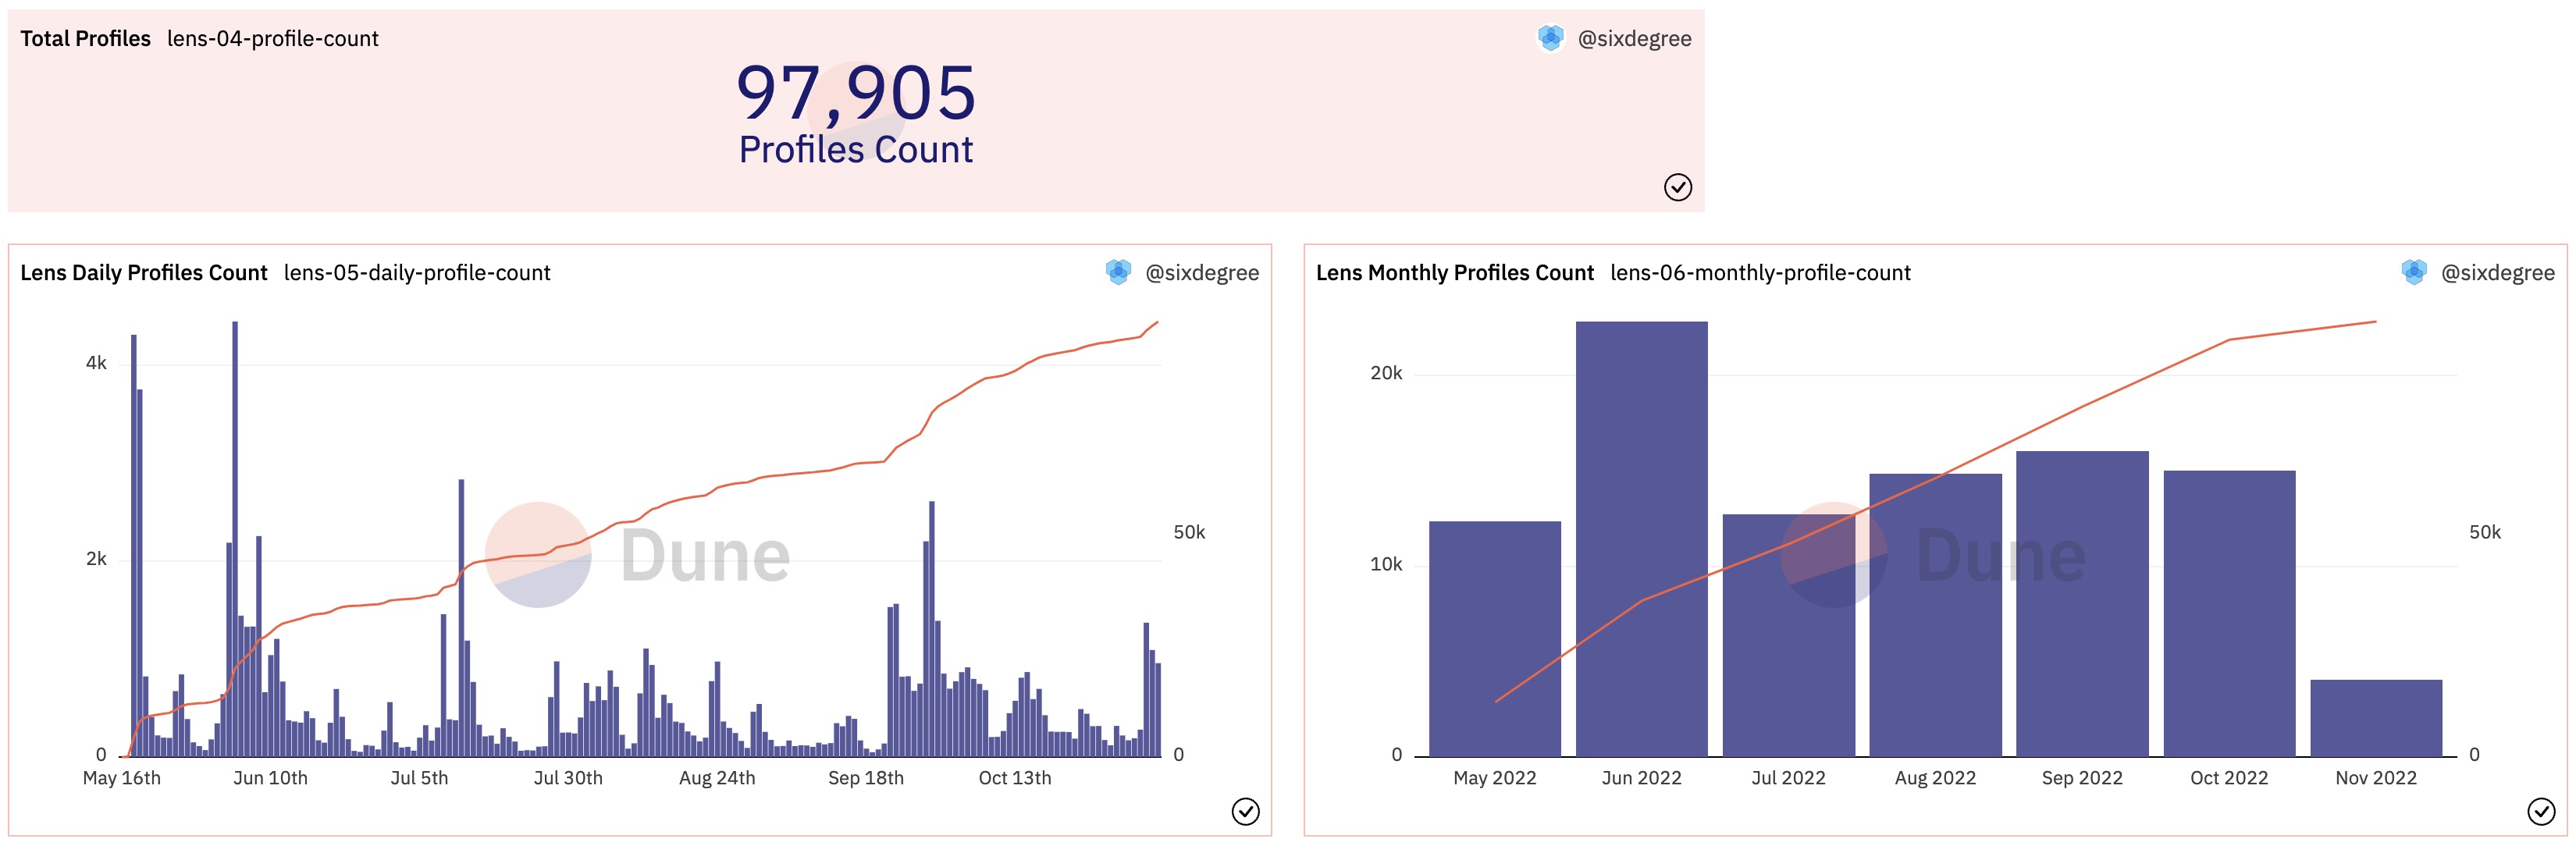 Total Profiles lens-04-profile-count @sixdegree
97,905
Profiles Count
Lens Daily Profiles Count lens-05-daily-profile-count @sixdegree
4k
2k
0
50k
0
Dune
May 16th Jun 10th Jul 5th Jul 30th Aug 24th Sep 18th Oct 13th
Lens Monthly Profiles Count lens-06-monthly-profile-count @sixdegree
20k
10k
0
50k
0
Dune
May 2022 Jun 2022 Jul 2022 Aug 2022 Sep 2022 Oct 2022 Nov 2022